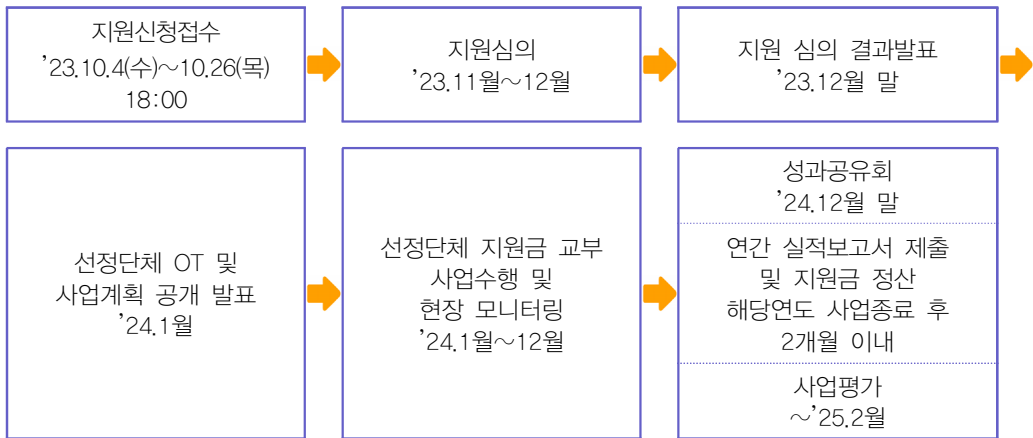 지원신청접수
’23.10.4(수)～10.26(목)
18:00
지원심의
’23.11월～12월
지원 심의 결과발표
’23.12월 말
선정단체 OT 및
사업계획 공개 발표
’24.1월
선정단체 지원금 교부
사업수행 및
현장 모니터링
’24.1월～12월
성과공유회
’24.12월 말
연간 실적보고서 제출
및 지원금 정산
해당연도 사업종료 후
2개월 이내
사업평가
～’25.2월